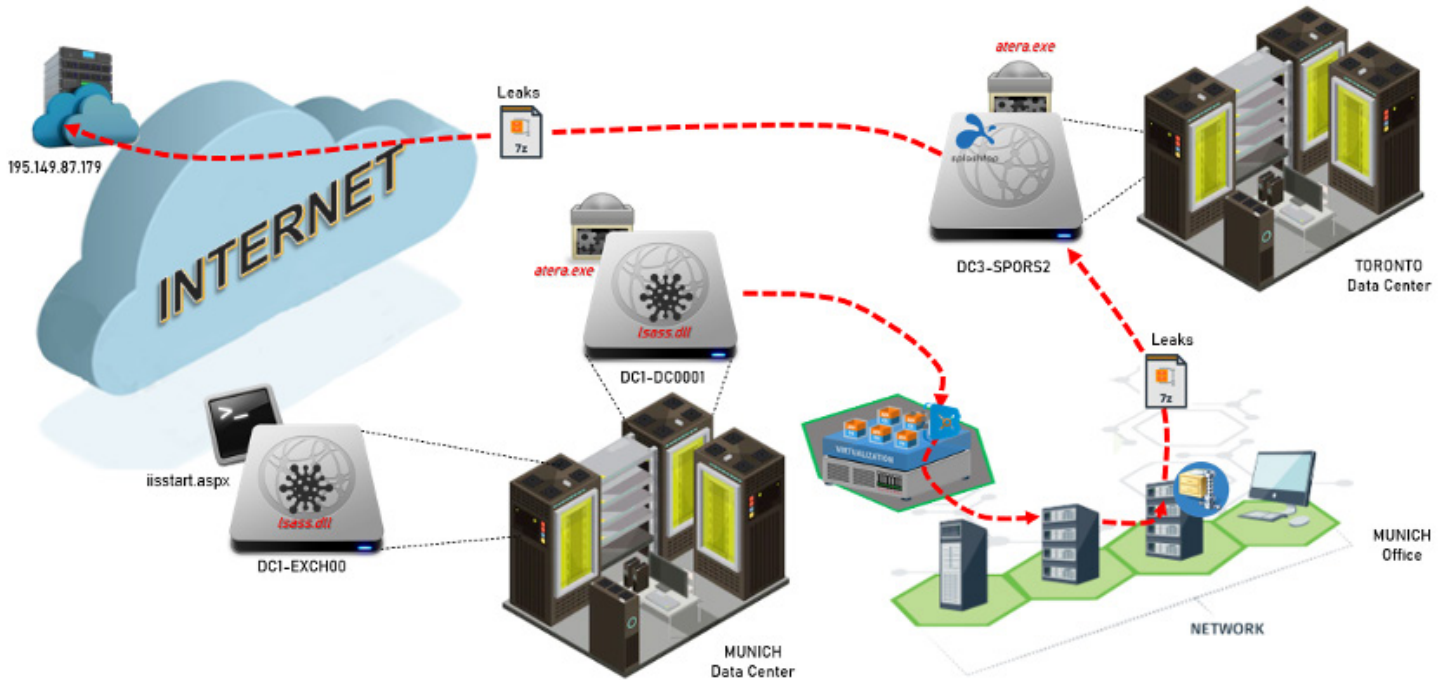 atera.exe
Leaks
7z
splashtop
195.149.87.179
INTERNET
DC3-SPORS2
TORONTO
Data Center
atera.exe
lsass.dll
DC1-DC0001
Leaks
7z
>_
iisstart.aspx
lsass.dll
DC1-EXCH00
VIRTUALIZATION
MUNICH
Office
NETWORK
MUNICH
Data Center